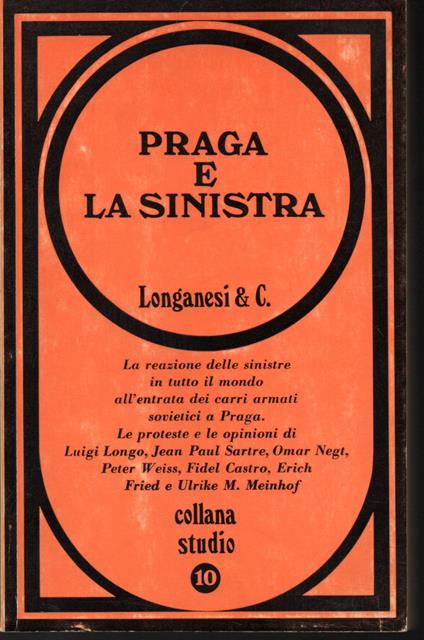 PRAGA
E
LA SINISTRA
Longanesi & C.
La reazione delle sinistre
in tutto il mondo
all'entrata dei carri armati
sovietici a Praga.
Le proteste e le opinioni di
Luigi Longo, Jean Paul Sartre, Omar Negt,
Peter Weiss, Fidel Castro, Erich
Fried e Ulrike M. Meinhof
collana
studio
10